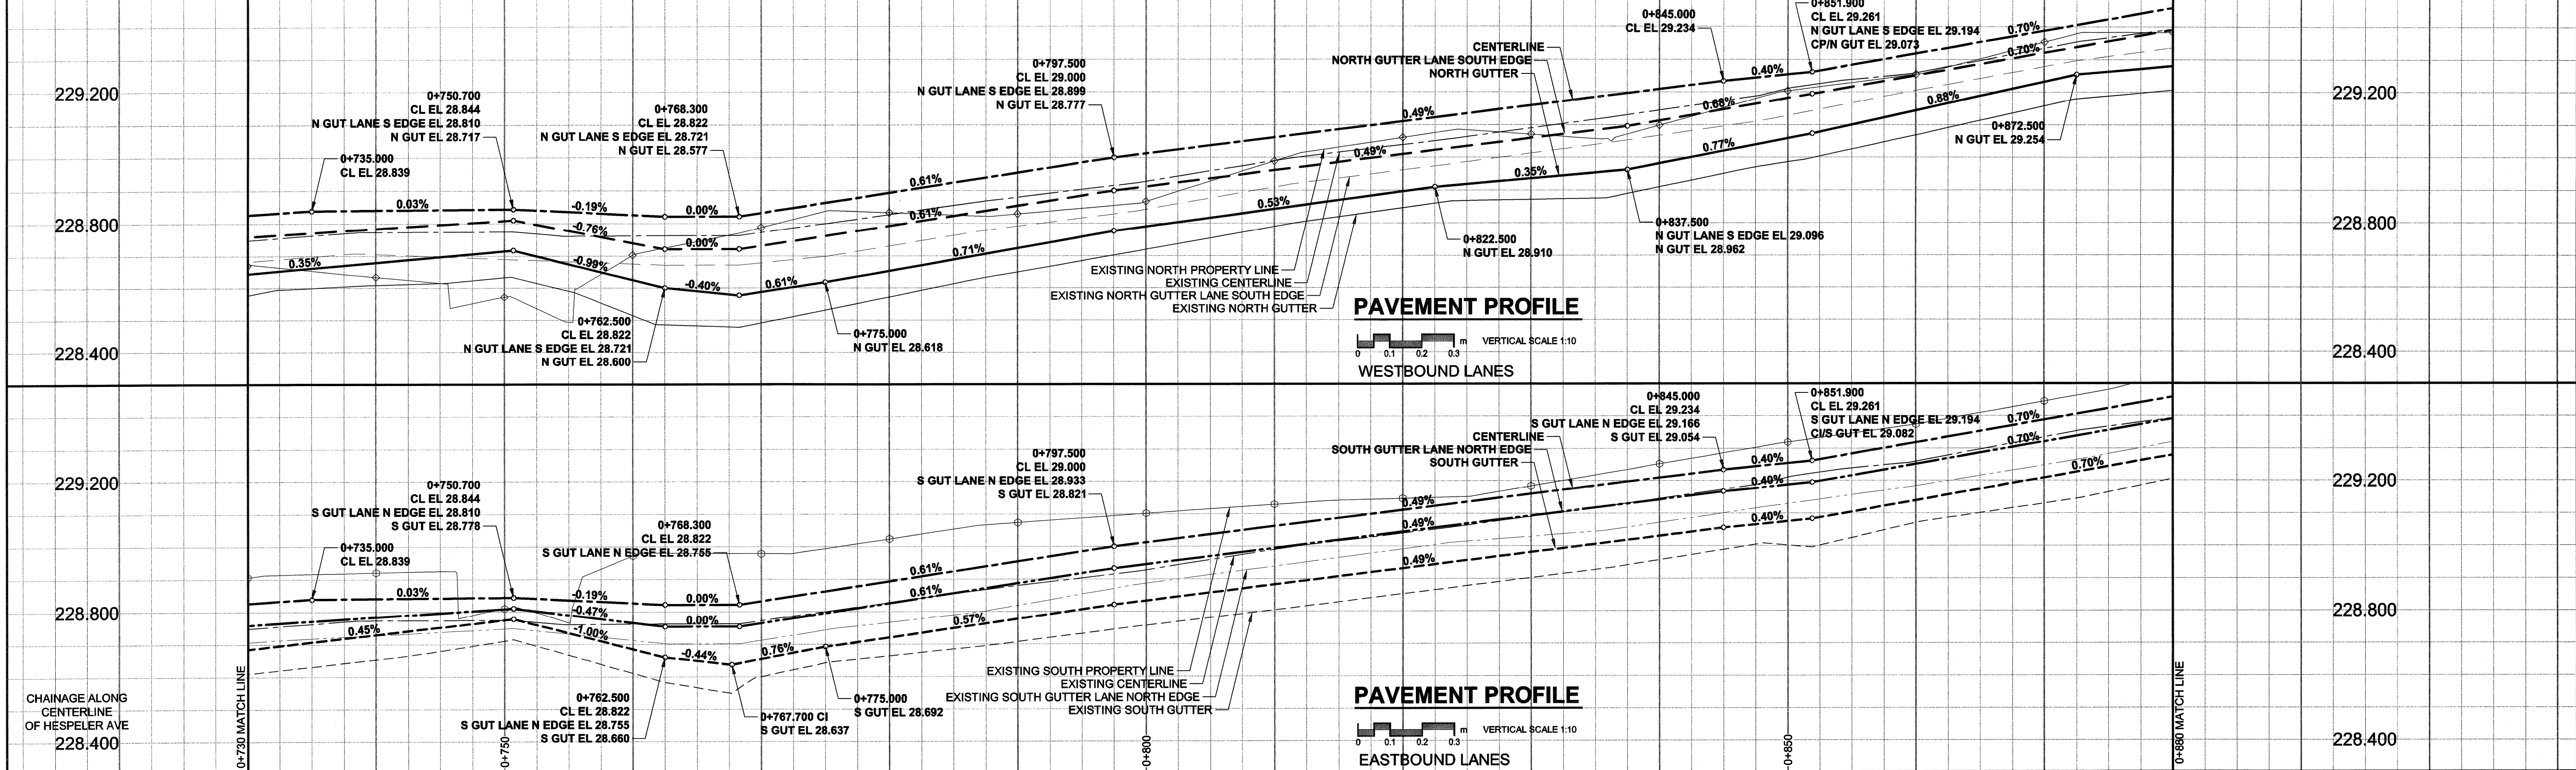 229.200
228.800
228.400
0+735.000
CL EL 28.839
0+750.700
CL EL 28.844
N GUT LANE S EDGE EL 28.810
N GUT EL 28.717
0+768.300
CL EL 28.822
N GUT LANE S EDGE EL 28.721
N GUT EL 28.577
0+797.500
CL EL 29.000
N GUT LANE S EDGE EL 28.899
N GUT EL 28.777
CENTERLINE
NORTH GUTTER LANE SOUTH EDGE
NORTH GUTTER
0+845.000
CL EL 29.234
0+851.900
CL EL 29.261
N GUT LANE S EDGE EL 29.194
CP/N GUT EL 29.073
0.03%
-0.19%
0.00%
0.61%
0.49%
0.40%
0.70%
-0.76%
0.00%
0.61%
0.49%
0.68%
0.70%
0.35%
-0.99%
-0.40%
0.61%
0.71%
0.53%
0.35%
0.77%
0.88%
0+872.500
N GUT EL 29.254
0+762.500
CL EL 28.822
N GUT LANE S EDGE EL 28.721
N GUT EL 28.600
0+775.000
N GUT EL 28.618
0+822.500
N GUT EL 28.910
0+837.500
N GUT LANE S EDGE EL 29.096
N GUT EL 28.962
EXISTING NORTH PROPERTY LINE
EXISTING CENTERLINE
EXISTING NORTH GUTTER LANE SOUTH EDGE
EXISTING NORTH GUTTER
PAVEMENT PROFILE
0 0.1 0.2 0.3 m VERTICAL SCALE 1:10
WESTBOUND LANES
229.200
228.800
228.400
229.200
228.800
228.400
0+735.000
CL EL 28.839
0+750.700
CL EL 28.844
S GUT LANE N EDGE EL 28.810
S GUT EL 28.778
0+768.300
CL EL 28.822
S GUT LANE N EDGE EL 28.755
0+797.500
CL EL 29.000
S GUT LANE N EDGE EL 28.933
S GUT EL 28.821
CENTERLINE
SOUTH GUTTER LANE NORTH EDGE
SOUTH GUTTER
0+845.000
CL EL 29.234
S GUT LANE N EDGE EL 29.166
S GUT EL 29.054
0+851.900
CL EL 29.261
S GUT LANE N EDGE EL 29.194
CI/S GUT EL 29.082
0.03%
-0.19%
0.00%
0.61%
0.49%
0.40%
0.70%
-0.47%
0.00%
0.61%
0.49%
0.40%
0.70%
0.45%
-1.00%
-0.44%
0.76%
0.57%
0.49%
0.40%
0.70%
0+762.500
CL EL 28.822
S GUT LANE N EDGE EL 28.755
S GUT EL 28.660
0+767.700 CI
S GUT EL 28.637
0+775.000
S GUT EL 28.692
EXISTING SOUTH PROPERTY LINE
EXISTING CENTERLINE
EXISTING SOUTH GUTTER LANE NORTH EDGE
EXISTING SOUTH GUTTER
PAVEMENT PROFILE
0 0.1 0.2 0.3 m VERTICAL SCALE 1:10
EASTBOUND LANES
CHAINAGE ALONG
CENTERLINE
OF HESPELER AVE
0+730 MATCH LINE
0+750
0+800
0+850
0+880 MATCH LINE
229.200
228.800
228.400